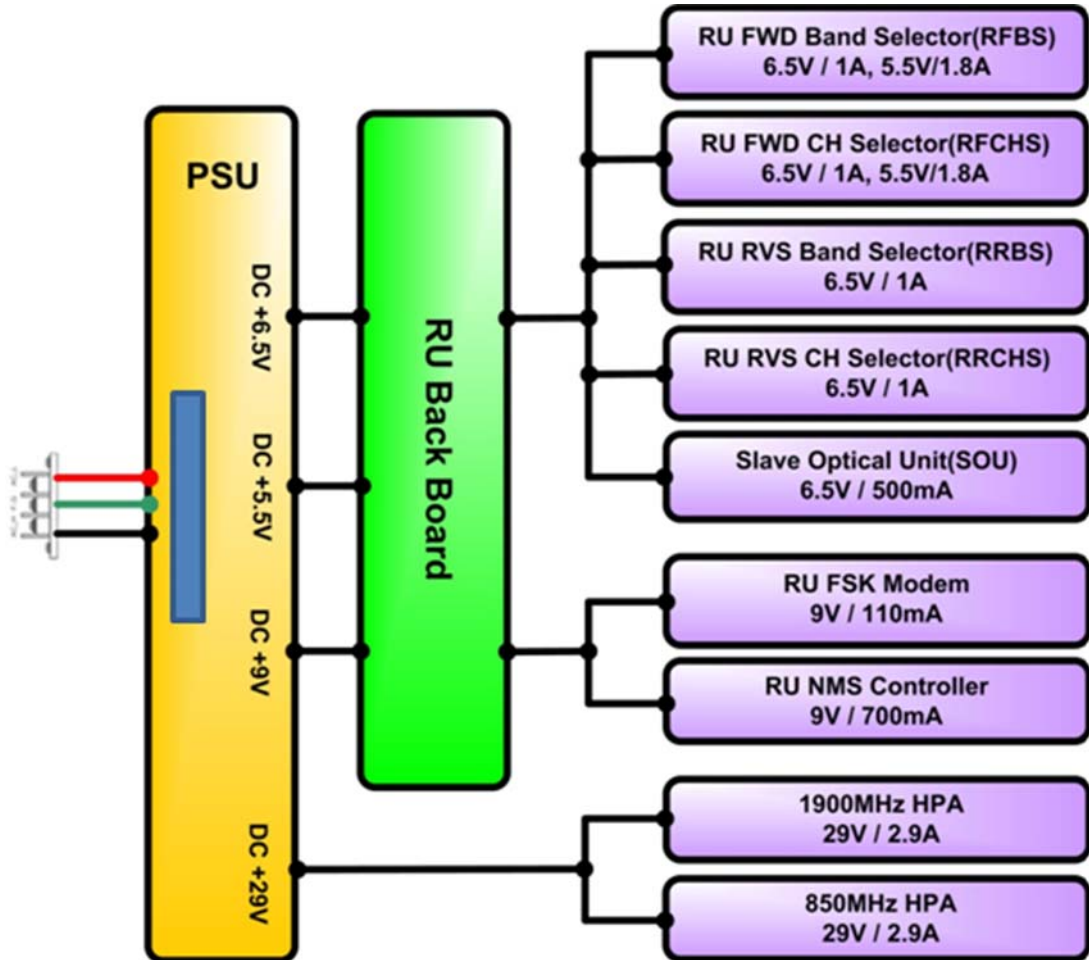 PSU
DC +6.5V
DC +5.5V
DC +9V
DC +29V
RU Back Board
RU FWD Band Selector(RFBS)
6.5V / 1A, 5.5V/1.8A
RU FWD CH Selector(RFCHS)
6.5V / 1A, 5.5V/1.8A
RU RVS Band Selector(RRBS)
6.5V / 1A
RU RVS CH Selector(RRCHS)
6.5V / 1A
Slave Optical Unit(SOU)
6.5V / 500mA
RU FSK Modem
9V / 110mA
RU NMS Controller
9V / 700mA
1900MHz HPA
29V / 2.9A
850MHz HPA
29V / 2.9A